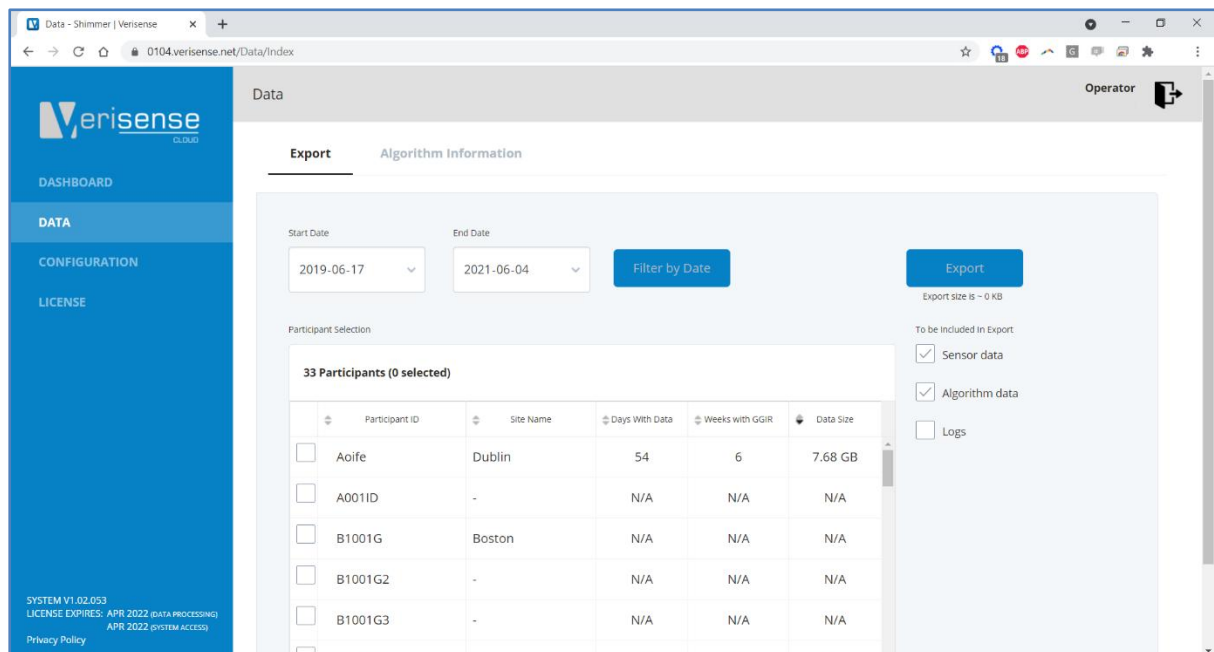 Data - Shimmer | Verisense
0104.verisense.net/Data/Index
18
ABP
G
Verisense
CLOUD
DASHBOARD
DATA
CONFIGURATION
LICENSE
SYSTEM V1.02.053
LICENSE EXPIRES: APR 2022 (DATA PROCESSING)
APR 2022 (SYSTEM ACCESS)
Privacy Policy
Data
Operator
Export Algorithm Information
Start Date End Date
2019-06-17 2021-06-04 Filter by Date Export
Export size is ~ 0 KB
Participant Selection To be Included In Export
33 Participants (0 selected)
Sensor data
Algorithm data
Logs
Participant ID Site Name Days With Data Weeks with GGIR Data Size
Aoife Dublin 54 6 7.68 GB
A001ID - N/A N/A N/A
B1001G Boston N/A N/A N/A
B1001G2 - N/A N/A N/A
B1001G3 - N/A N/A N/A